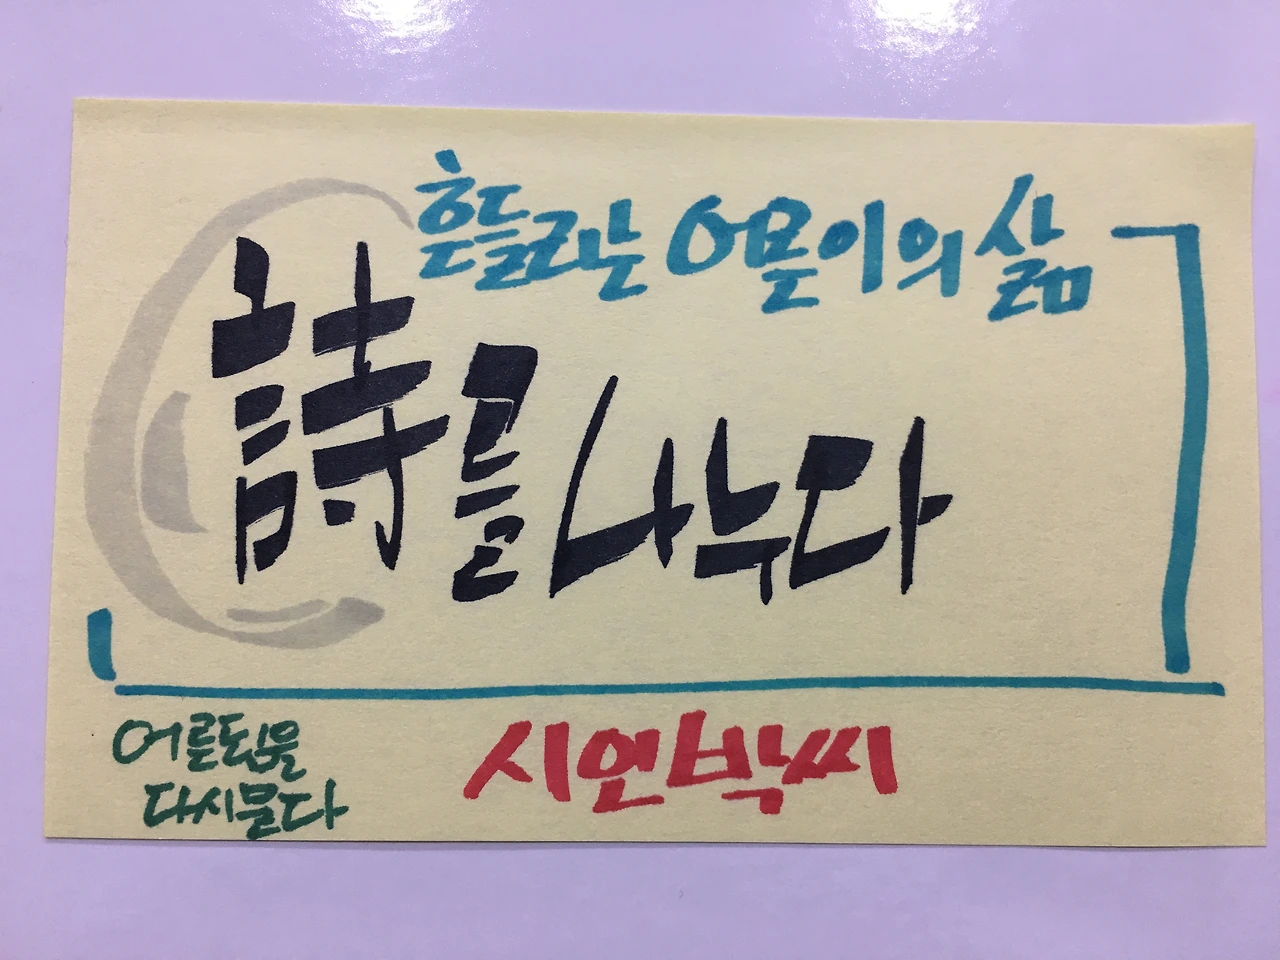 흔들리는 어른이의 삶
詩를 나누다
시연박씨
어른됨을
다시묻다